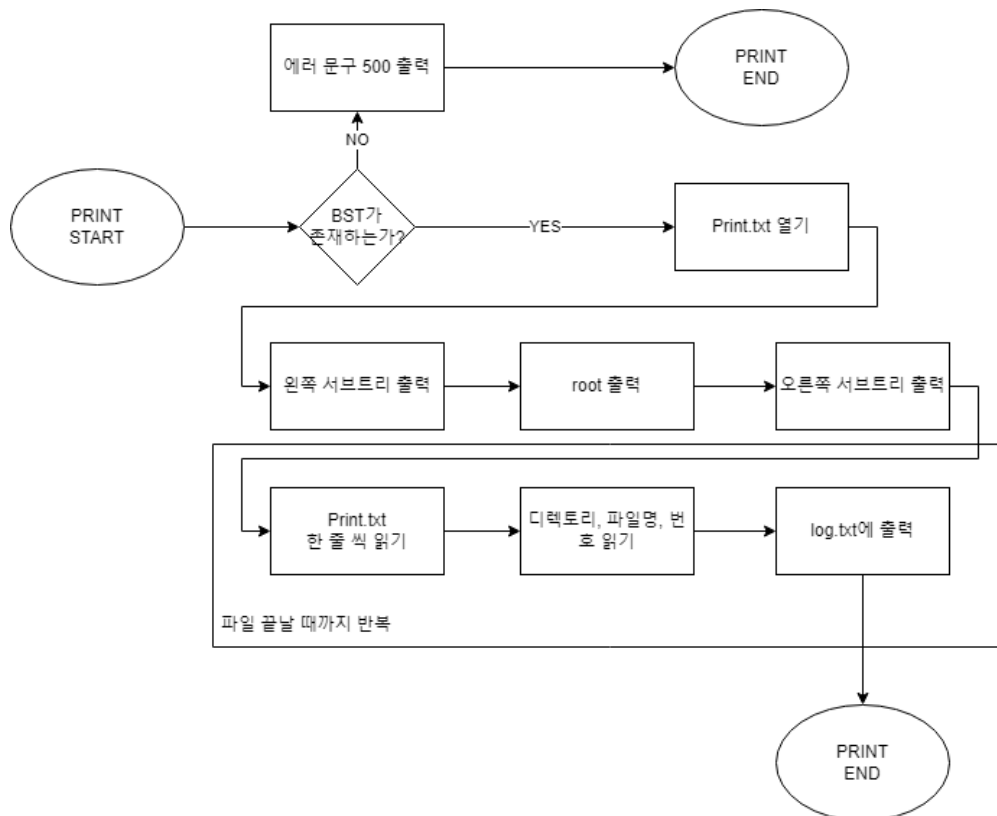 에러 문구 500 출력
PRINT
END
NO
PRINT
START
BST가
존재하는가?
YES
Print.txt 열기
왼쪽 서브트리 출력
root 출력
오른쪽 서브트리 출력
Print.txt
한 줄 씩 읽기
디렉토리, 파일명, 번
호 읽기
log.txt에 출력
파일 끝날 때까지 반복
PRINT
END